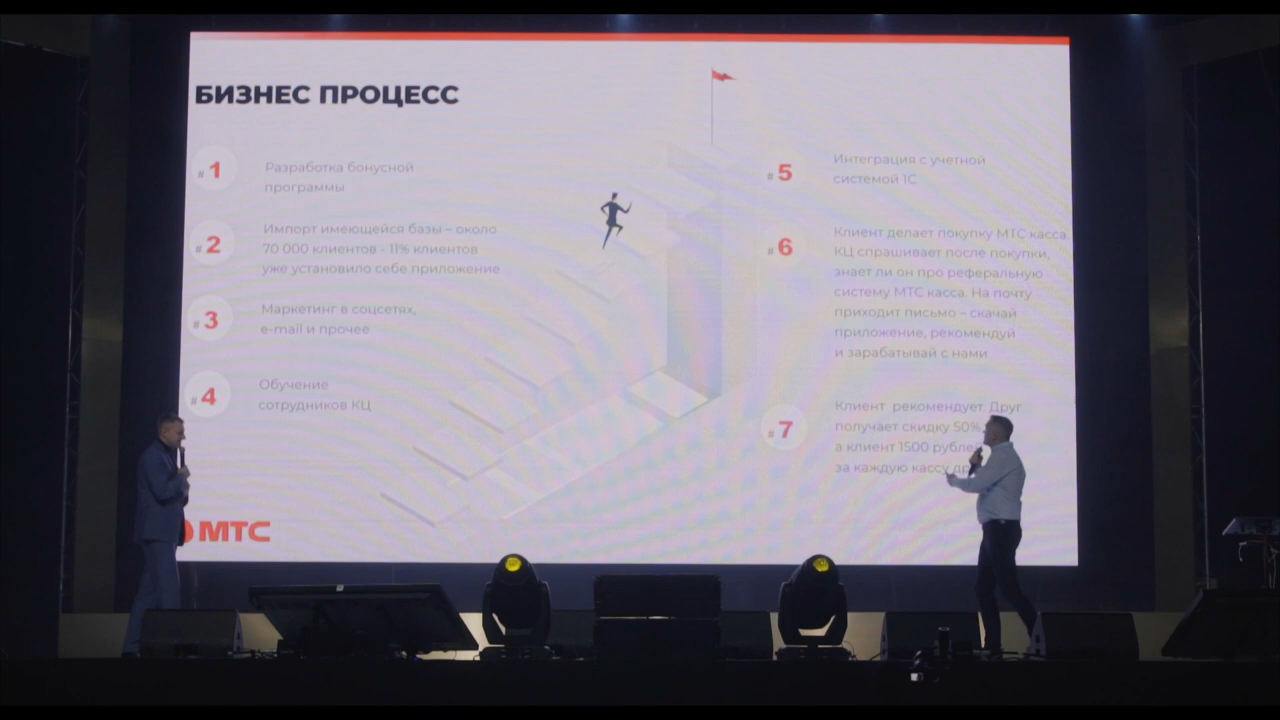 БИЗНЕС ПРОЦЕСС
#1
Разработка бонусной
программы
#2
Импорт имеющейся базы – около
70 000 клиентов - 11% клиентов
уже установило себе приложение
#3
Маркетинг в соцсетях,
e-mail и прочее
#4
Обучение
сотрудников КЦ
#5
Интеграция с учетной
системой 1С
#6
Клиент делает покупку МТС касса.
КЦ спрашивает после покупки,
знает ли он про реферальную
систему МТС касса. На почту
приходит письмо – скачай
приложение, рекомендуй
и зарабатывай с нами
#7
Клиент рекомендует. Друг
получает скидку 50%,
а клиент 1500 рублей
за каждую кассу
МТС